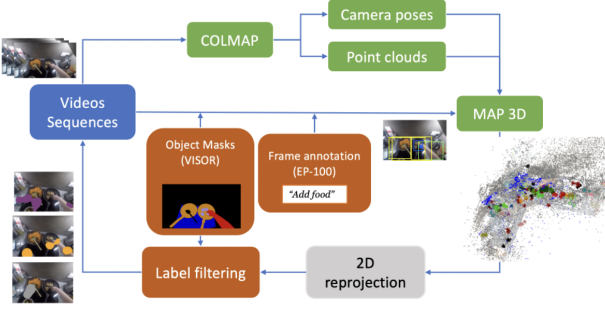 Camera poses
COLMAP
Point clouds
Videos
Sequences
MAP 3D
Object Masks
(VISOR)
Frame annotation
(EP-100)
"Add food"
Label filtering
2D
reprojection